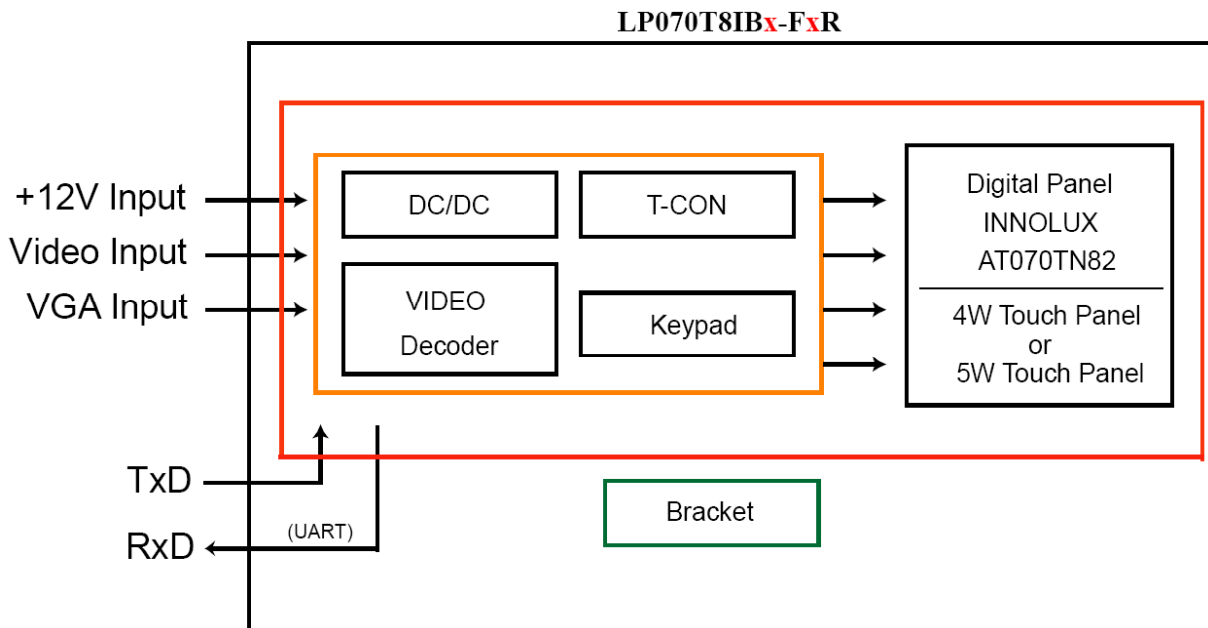 LP070T8IBx-FxR
+12V Input
Video Input
VGA Input
DC/DC
T-CON
VIDEO
Decoder
Keypad
Digital Panel
INNOLUX
AT070TN82
4W Touch Panel
or
5W Touch Panel
TxD
RxD
(UART)
Bracket